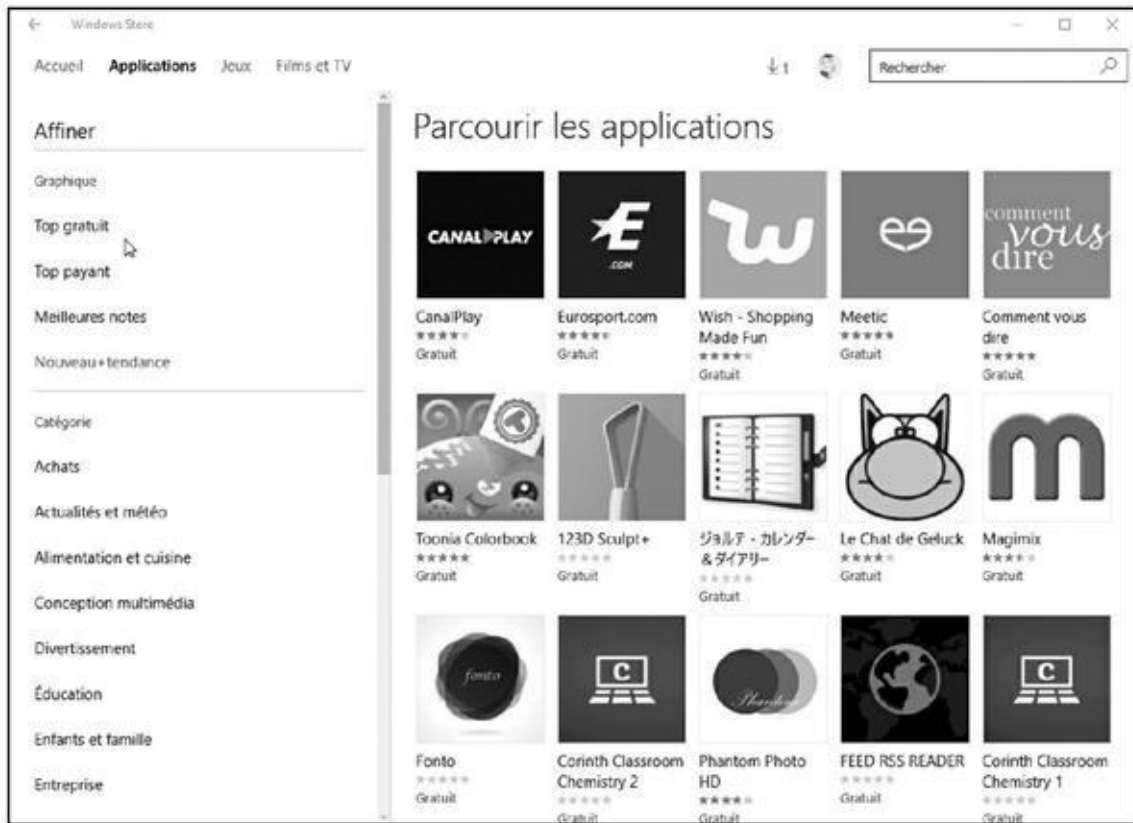 Windows Store
Accueil Applications Jeux Films et TV 1 Rechercher
Affiner
Graphique
Top gratuit
Top payant
Meilleures notes
Nouveau+tendance
Catégorie
Achats
Actualités et météo
Alimentation et cuisine
Conception multimédia
Divertissement
Éducation
Enfants et famille
Entreprise
Parcourir les applications
CANALPLAY
CanalPlay
Gratuit
E
.COM
Eurosport.com
Gratuit
w
Wish - Shopping
Made Fun
Gratuit
Meetic
Gratuit
comment
vous
dire
Comment vous
dire
Gratuit
Toonia Colorbook
Gratuit
123D Sculpt+
Gratuit
ジョルテ - カレンダー
&ダイアリー
Gratuit
Le Chat de Geluck
Gratuit
m
Magimix
Gratuit
fonto
Fonto
Gratuit
C
Corinth Classroom
Chemistry 2
Gratuit
Phantom
Phantom Photo
HD
Gratuit
FEED RSS READER
Gratuit
C
Corinth Classroom
Chemistry 1
Gratuit